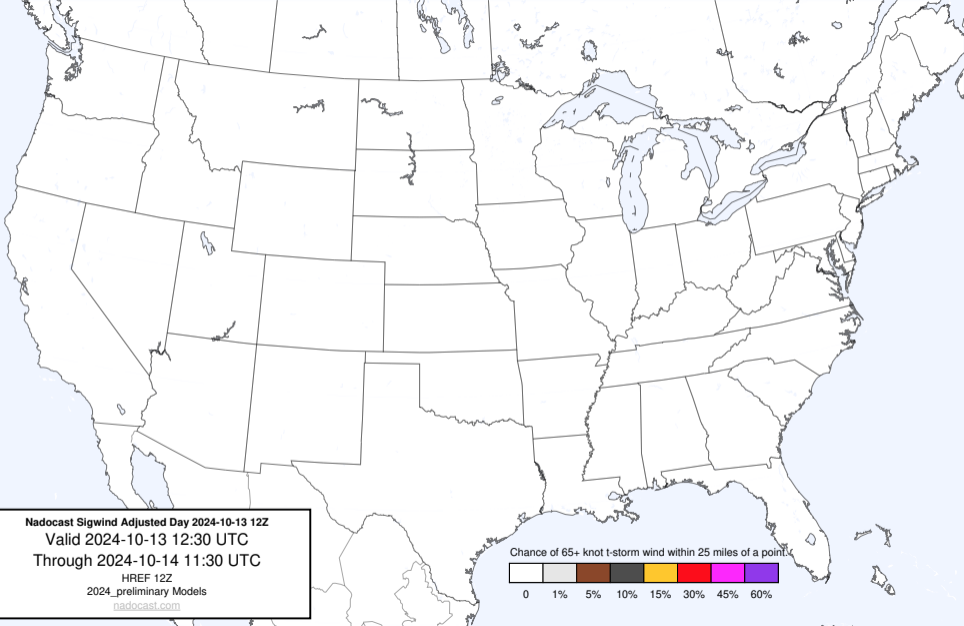 Nadocast Sigwind Adjusted Day 2024-10-13 12Z
Valid 2024-10-13 12:30 UTC
Through 2024-10-14 11:30 UTC
HREF 12Z
2024_preliminary Models
nadocast.com
Chance of 65+ knot t-storm wind within 25 miles of a point.
0 1% 5% 10% 15% 30% 45% 60%